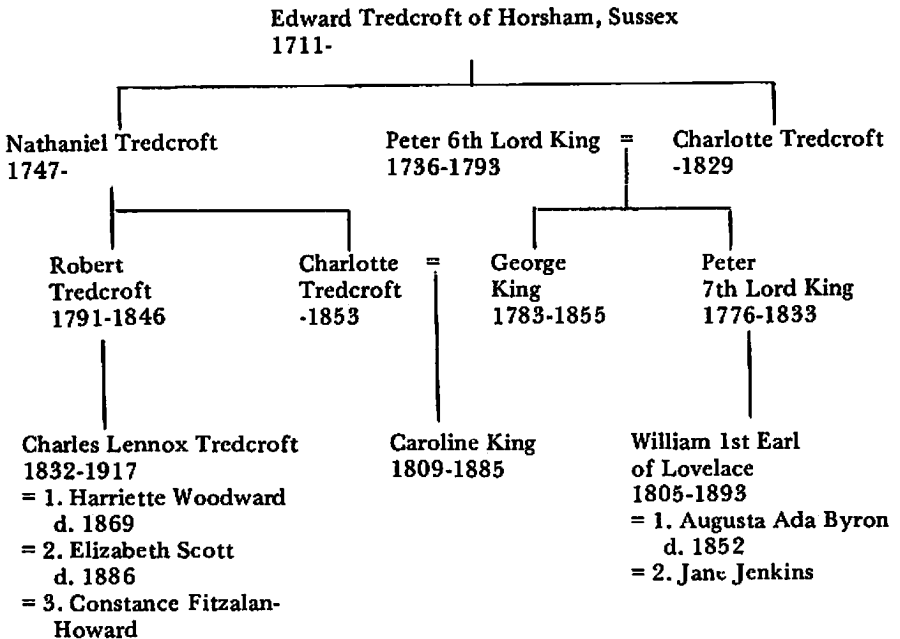 Edward Tredcroft of Horsham, Sussex
1711-
Nathaniel Tredcroft
1747-
Peter 6th Lord King =
1736-1793
Charlotte Tredcroft
-1829
Robert
Tredcroft
1791-1846
Charlotte =
Tredcroft
-1853
George
King
1783-1855
Peter
7th Lord King
1776-1833
Charles Lennox Tredcroft
1832-1917
= 1. Harriette Woodward
d. 1869
= 2. Elizabeth Scott
d. 1886
= 3. Constance Fitzalan-
Howard
Caroline King
1809-1885
William 1st Earl
of Lovelace
1805-1893
= 1. Augusta Ada Byron
d. 1852
= 2. Jane Jenkins